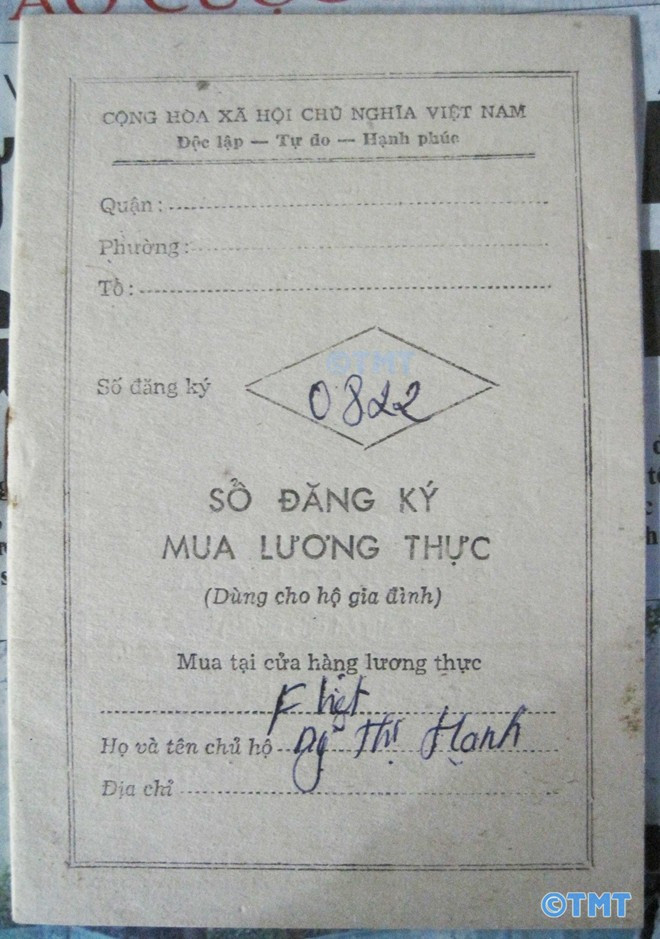 CỘNG HÒA XÃ HỘI CHỦ NGHĨA VIỆT NAM
Độc lập — Tự do — Hạnh phúc
Quận:
Phường:
Tổ:
©TMT
Số đăng ký 0822
SỔ ĐĂNG KÝ
MUA LƯƠNG THỰC
(Dùng cho hộ gia đình)
Mua tại cửa hàng lương thực
Họ và tên chủ hộ Ng̃ Thị Hạnh
Địa chỉ
©TMT